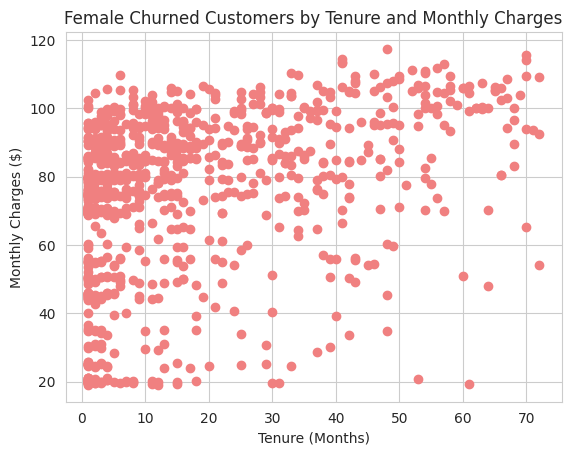 Female Churned Customers by Tenure and Monthly Charges
120
100
80
60
40
20
Monthly Charges ($)
0 10 20 30 40 50 60 70
Tenure (Months)